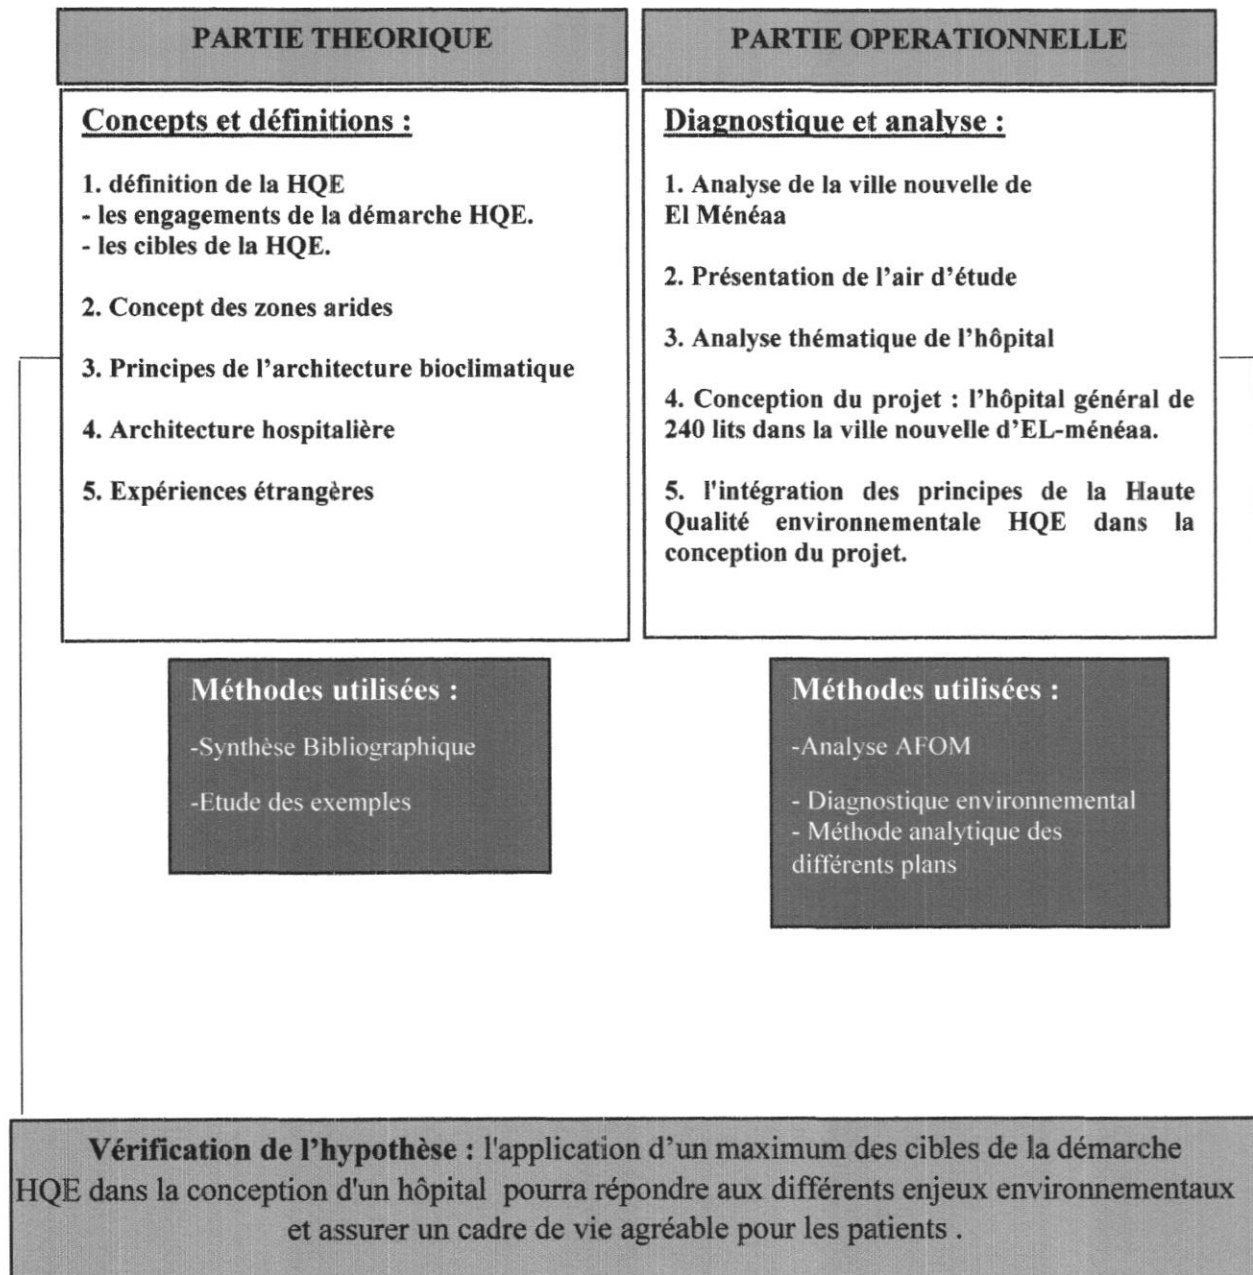 PARTIE THEORIQUE
Concepts et définitions :
1. définition de la HQE
- les engagements de la démarche HQE.
- les cibles de la HQE.
2. Concept des zones arides
3. Principes de l'architecture bioclimatique
4. Architecture hospitalière
5. Expériences étrangères
Méthodes utilisées :
-Synthèse Bibliographique
-Etude des exemples
PARTIE OPERATIONNELLE
Diagnostique et analyse :
1. Analyse de la ville nouvelle de
El Ménéaa
2. Présentation de l'air d'étude
3. Analyse thématique de l'hôpital
4. Conception du projet : l'hôpital général de
240 lits dans la ville nouvelle d'EL-ménéaa.
5. l'intégration des principes de la Haute
Qualité environnementale HQE dans la
conception du projet.
Méthodes utilisées :
-Analyse AFOM
- Diagnostique environnemental
- Méthode analytique des
différents plans
Vérification de l'hypothèse : l'application d'un maximum des cibles de la démarche
HQE dans la conception d'un hôpital pourra répondre aux différents enjeux environnementaux
et assurer un cadre de vie agréable pour les patients .